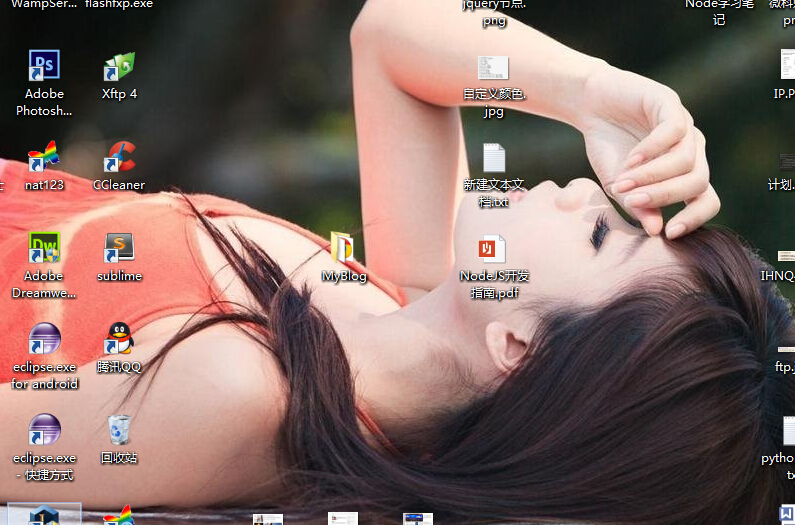 WampSer...
flashfxp.exe
jquery节点.
png
Node学习笔
记
Adobe
Photosh...
Xftp 4
自定义颜色.
jpg
IP.P
nat123
CCleaner
新建文本文
档.txt
计划.
Adobe
Dreamwe...
sublime
MyBlog
NodeJS开发
指南.pdf
IHNQ
eclipse.exe
for android
腾讯QQ
ftp.
eclipse.exe
- 快捷方式
回收站
pytho
tx